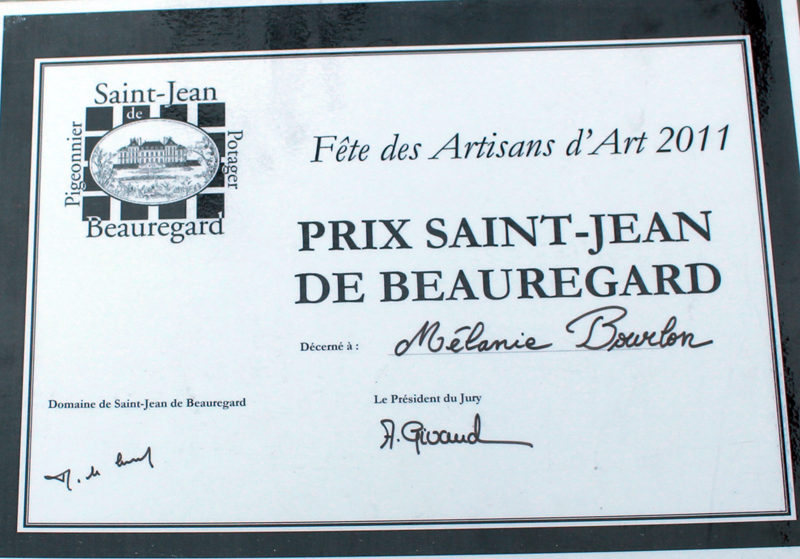 Saint-Jean
de
Pigeonnier
Potager
Beauregard
Fête des Artisans d'Art 2011
PRIX SAINT-JEAN
DE BEAUREGARD
Décerné à : Mélanie Bourlon
Domaine de Saint-Jean de Beauregard
Le Président du Jury